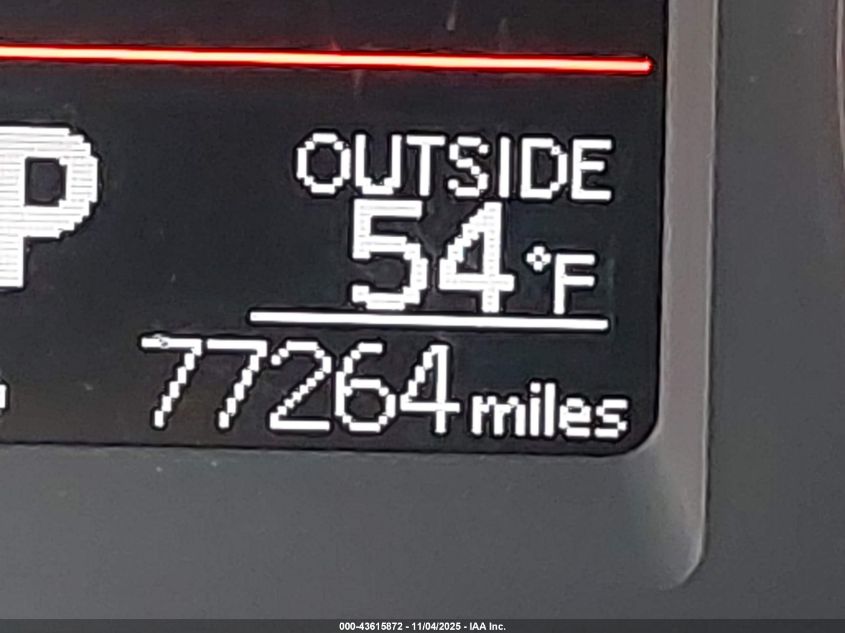 P
OUTSIDE
54°F
77264 miles
000-43615872 - 11/04/2025 - IAA Inc.